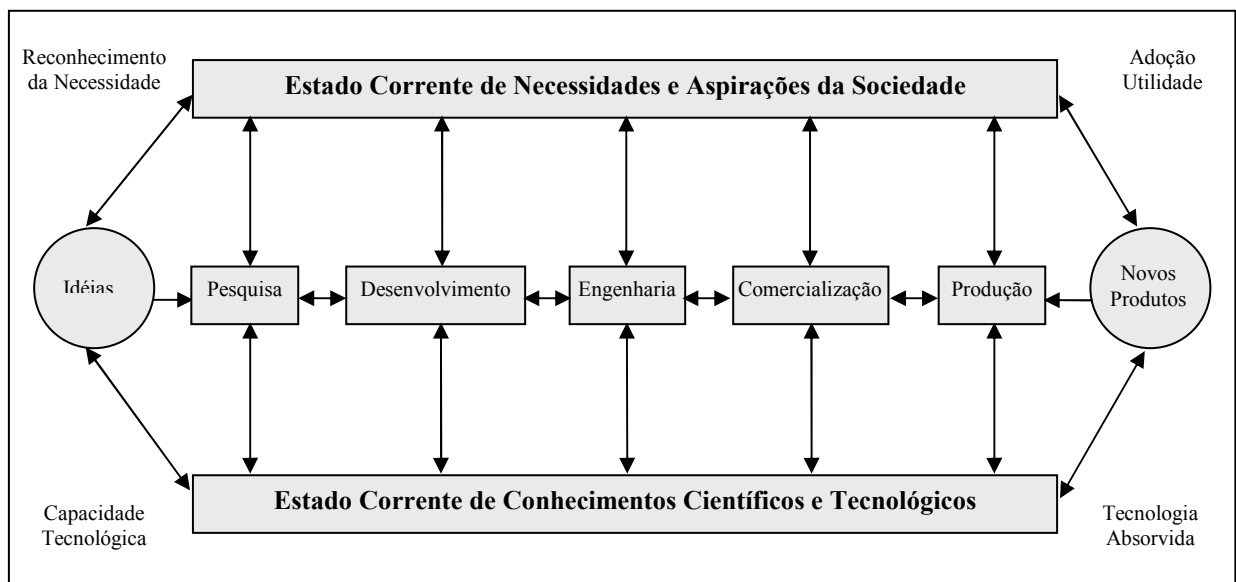 Reconhecimento
da Necessidade
Estado Corrente de Necessidades e Aspirações da Sociedade
Adoção
Utilidade
Idéias
Pesquisa
Desenvolvimento
Engenharia
Comercialização
Produção
Novos
Produtos
Estado Corrente de Conhecimentos Científicos e Tecnológicos
Capacidade
Tecnológica
Tecnologia
Absorvida